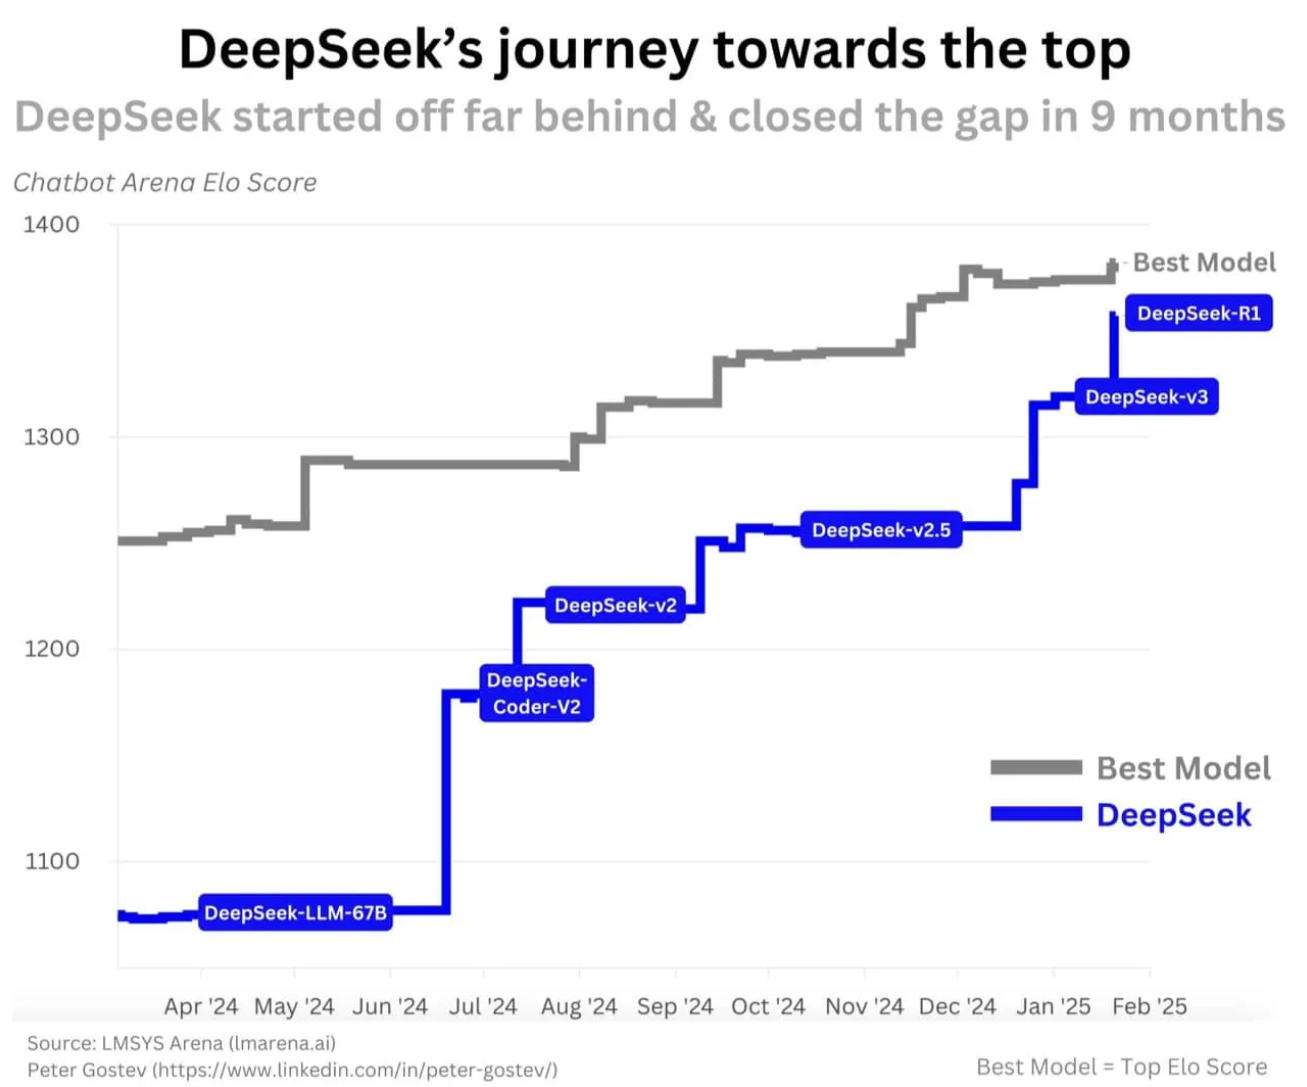 DeepSeek’s journey towards the top
DeepSeek started off far behind & closed the gap in 9 months
Chatbot Arena Elo Score
1400
1300
1200
1100
Best Model
DeepSeek-R1
DeepSeek-v3
DeepSeek-v2.5
DeepSeek-v2
DeepSeek-
Coder-V2
DeepSeek-LLM-67B
Best Model
DeepSeek
Apr '24 May '24 Jun '24 Jul '24 Aug '24 Sep '24 Oct '24 Nov '24 Dec '24 Jan '25 Feb '25
Source: LMSYS Arena (lmarena.ai)
Peter Gostev (https://www.linkedin.com/in/peter-gostev/)
Best Model = Top Elo Score